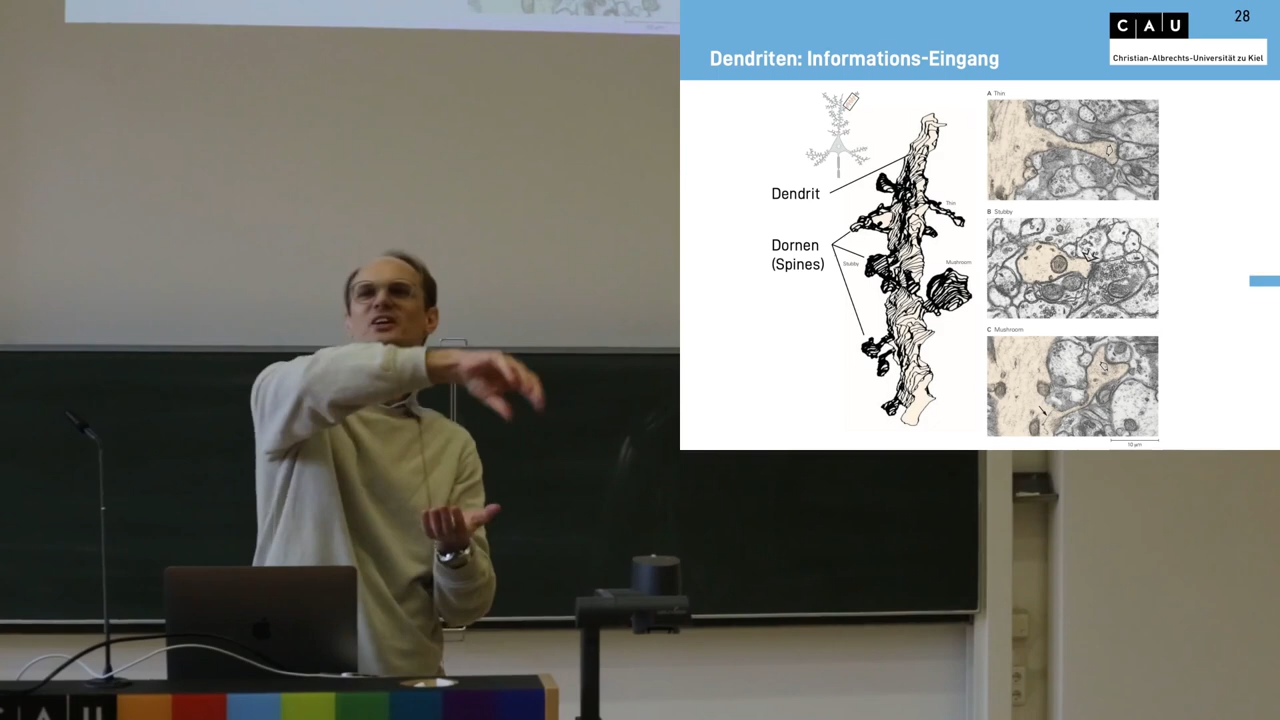 28
C|A|U
Christian-Albrechts-Universität zu Kiel
Dendriten: Informations-Eingang
Dendrit
Dornen
(Spines)
Thin
Stubby
Mushroom
A Thin
B Stubby
C Mushroom
10 µm
C A U